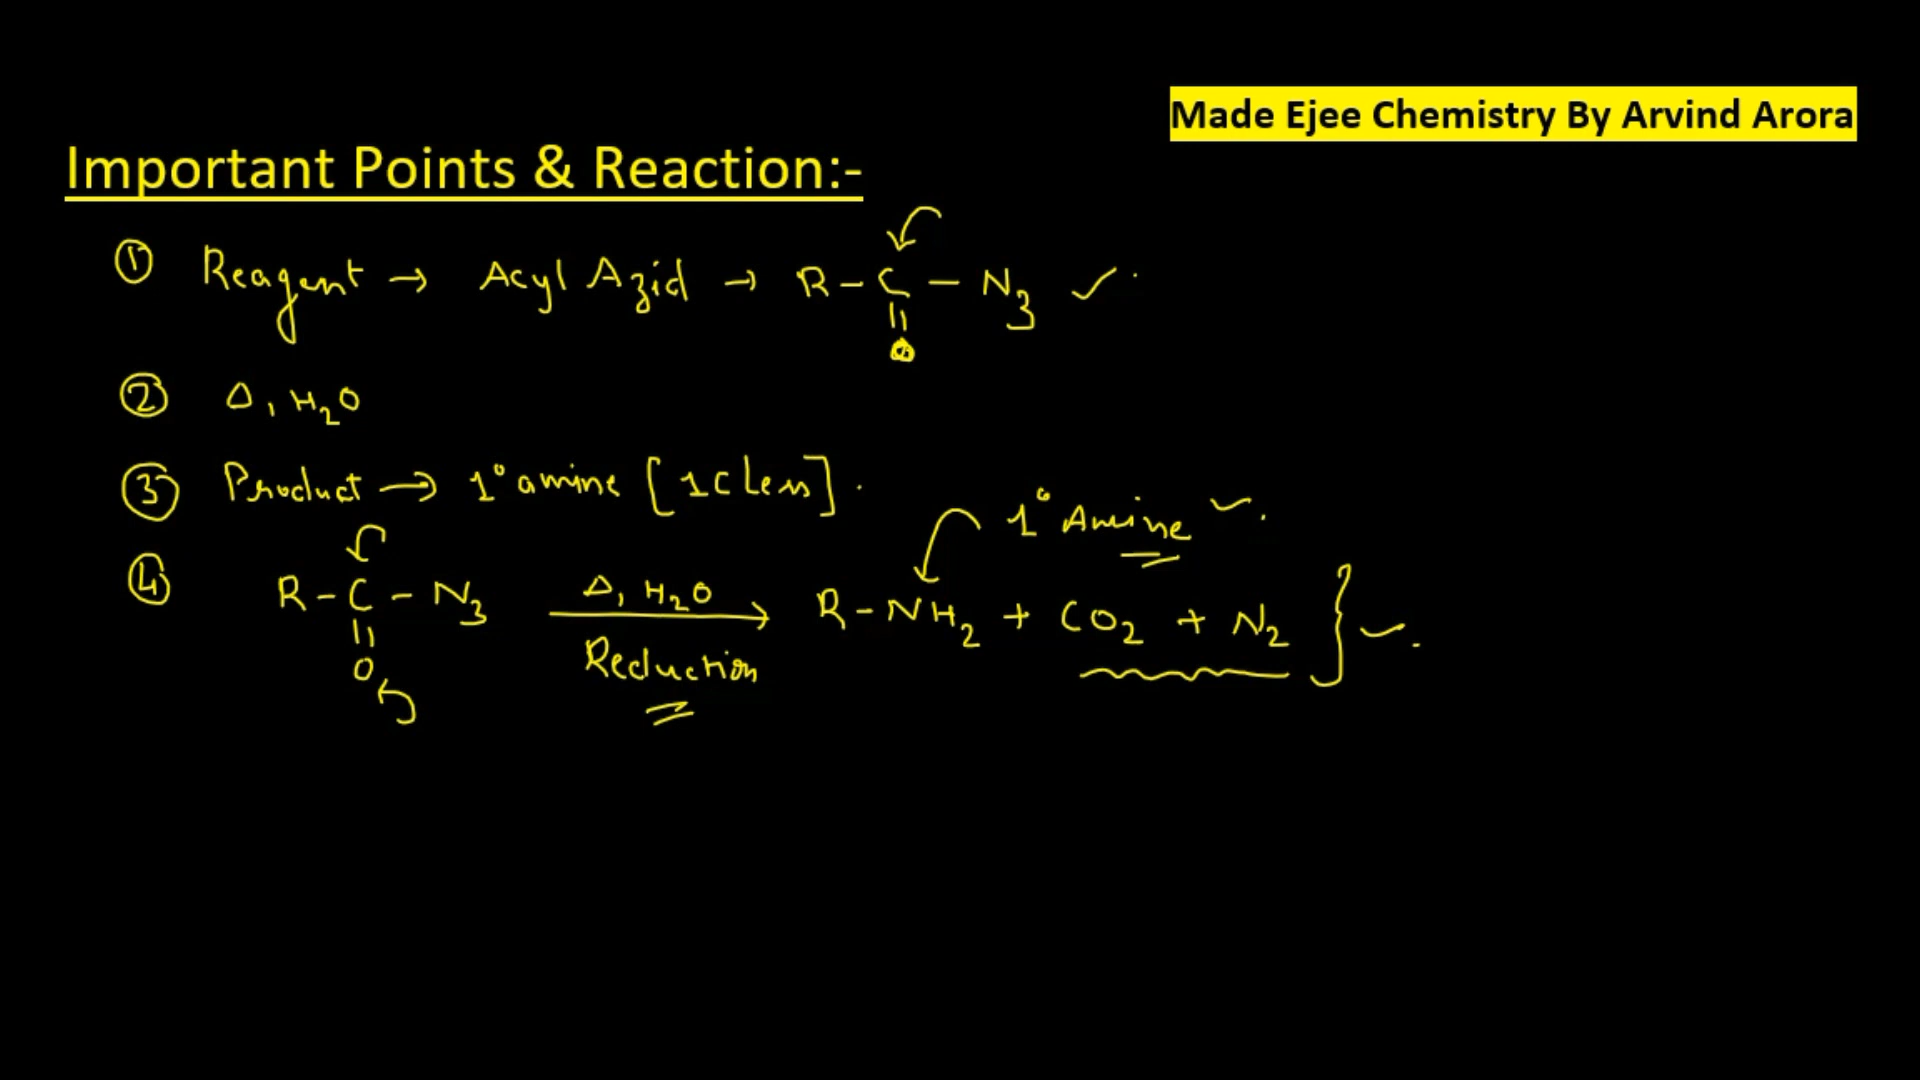 Made Ejee Chemistry By Arvind Arora
Important Points & Reaction:-
① Reagent → Acyl Azid → R - C - N3 ✓
||
O
② Δ, H2O
③ Product → 1° amine [1C Less].
1° Amine
④ R - C - N3 Δ, H2O → R - NH2 + CO2 + N2 }
||
O
Reduction